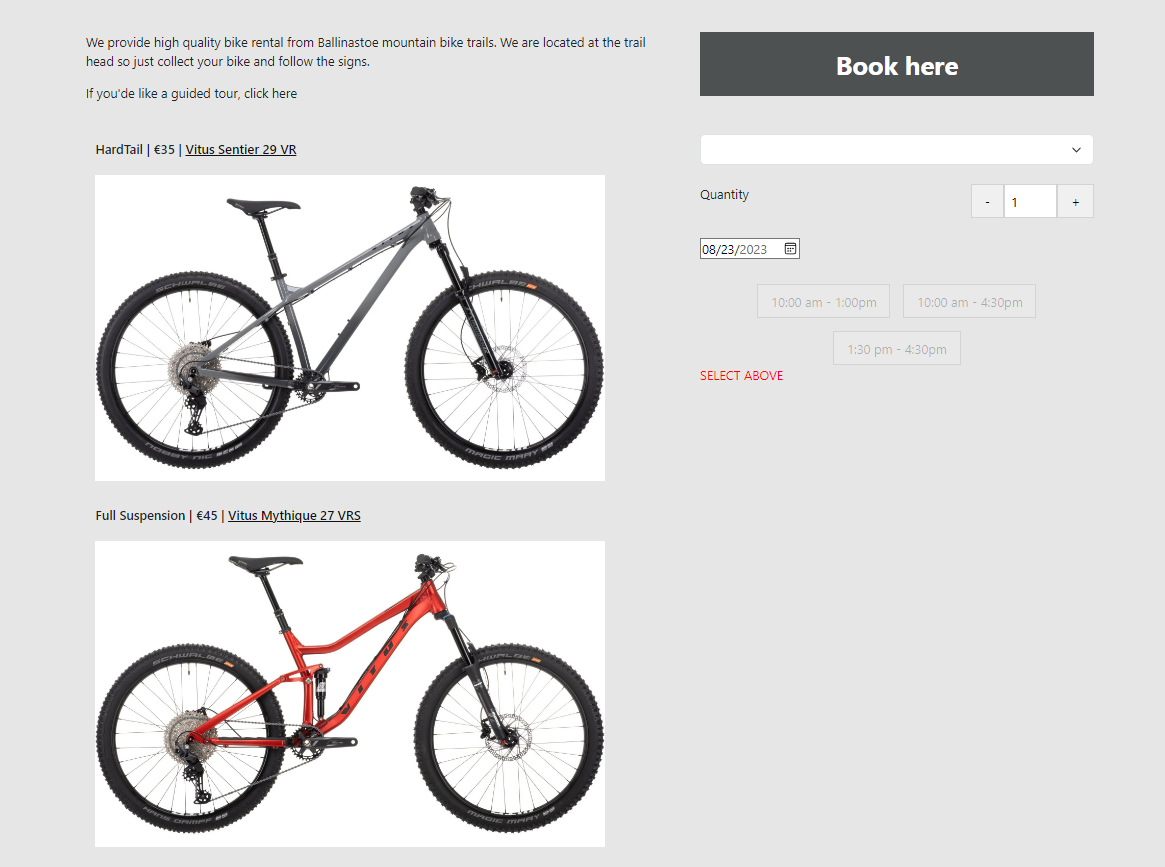 We provide high quality bike rental from Ballinastoe mountain bike trails. We are located at the trail
head so just collect your bike and follow the signs.
If you'de like a guided tour, click here
HardTail | €35 | Vitus Sentier 29 VR
SCHWALBE
SCHWALBE
MAGIC MARY
Full Suspension | €45 | Vitus Mythique 27 VRS
SCHWALBE
SCHWALBE
VITUS
HANS DAMPF
MAGIC MARY
Book here
Quantity
- 1 +
08/23/2023
10:00 am - 1:00pm
10:00 am - 4:30pm
1:30 pm - 4:30pm
SELECT ABOVE